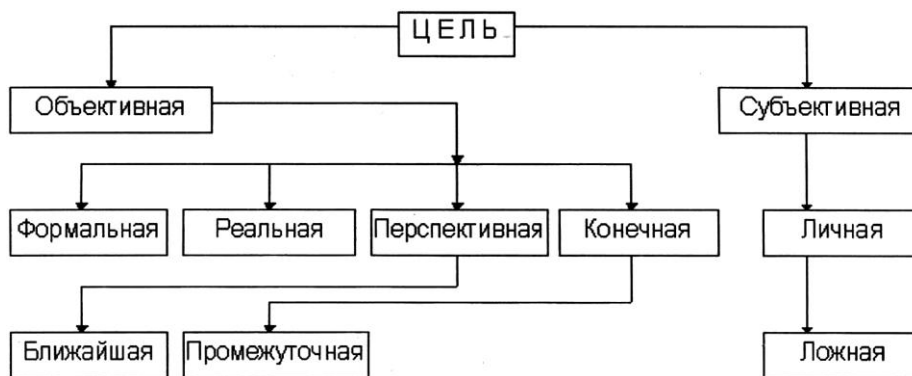 ЦЕЛЬ
Объективная
Субъективная
Формальная
Реальная
Перспективная
Конечная
Личная
Ближайшая
Промежуточная
Ложная